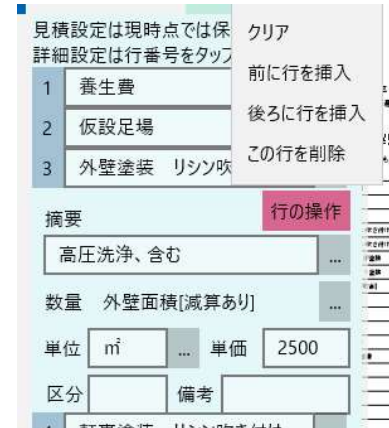 見積設定は現時点では保
詳細設定は行番号をタップ
クリア
前に行を挿入
後ろに行を挿入
この行を削除
1 養生費
2 仮設足場
3 外壁塗装 リシン吹
摘要
行の操作
高圧洗浄、含む ...
数量 外壁面積[減算あり] ...
単位 ㎡ ... 単価 2500
区分 備考